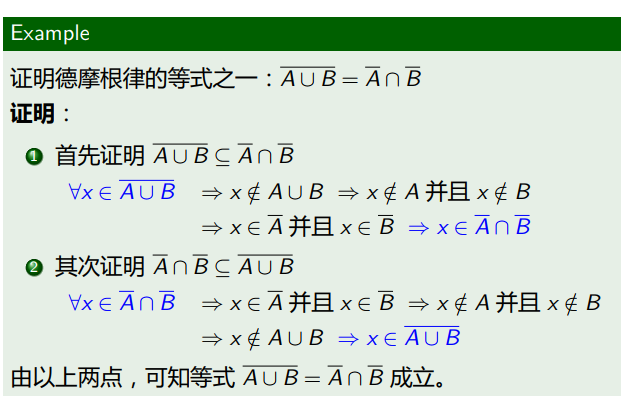 Example
证明德摩根律的等式之一：$\overline{A \cup B} = \overline{A} \cap \overline{B}$
证明：
1 首先证明 $\overline{A \cup B} \subseteq \overline{A} \cap \overline{B}$
$\forall x \in \overline{A \cup B}$ $\Rightarrow x \notin A \cup B$ $\Rightarrow x \notin A$ 并且 $x \notin B$
$\Rightarrow x \in \overline{A}$ 并且 $x \in \overline{B}$ $\Rightarrow x \in \overline{A} \cap \overline{B}$
2 其次证明 $\overline{A} \cap \overline{B} \subseteq \overline{A \cup B}$
$\forall x \in \overline{A} \cap \overline{B}$ $\Rightarrow x \in \overline{A}$ 并且 $x \in \overline{B}$ $\Rightarrow x \notin A$ 并且 $x \notin B$
$\Rightarrow x \notin A \cup B$ $\Rightarrow x \in \overline{A \cup B}$
由以上两点，可知等式 $\overline{A \cup B} = \overline{A} \cap \overline{B}$ 成立。